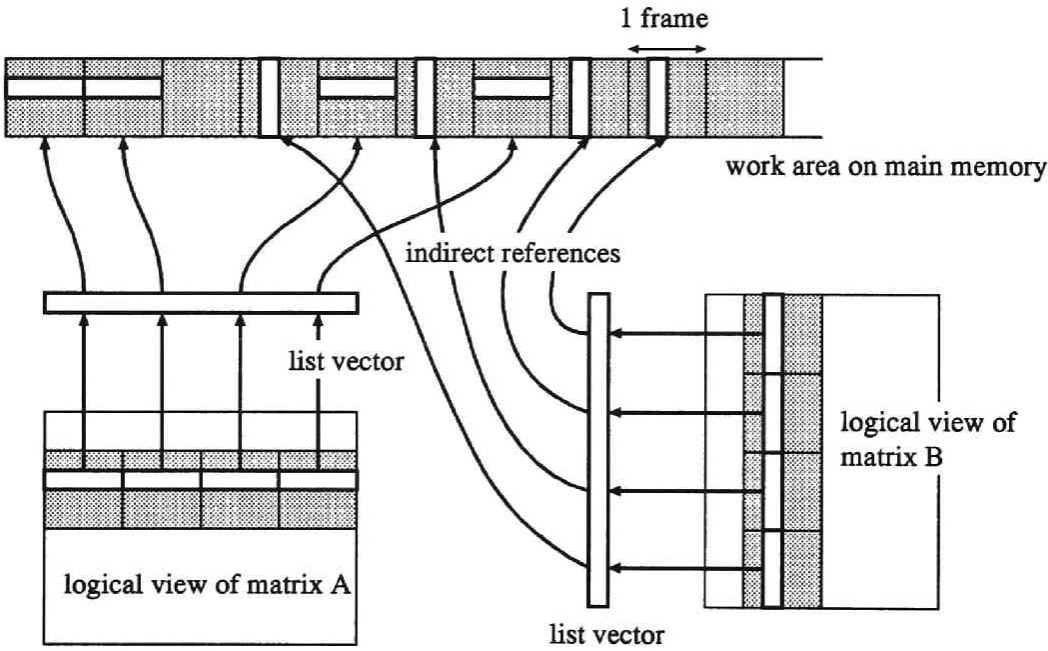 1 frame
work area on main memory
indirect references
list vector
logical view of
matrix B
logical view of matrix A
list vector